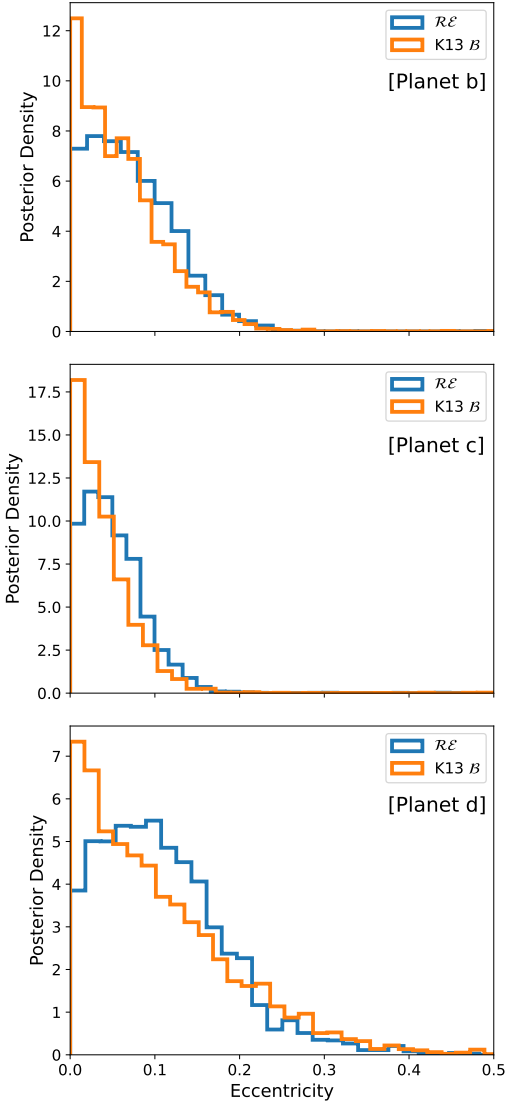 12
10
8
6
4
2
0
Posterior Density
ℛℰ
K13 ℬ
[Planet b]
17.5
15.0
12.5
10.0
7.5
5.0
2.5
0.0
Posterior Density
ℛℰ
K13 ℬ
[Planet c]
7
6
5
4
3
2
1
0
Posterior Density
ℛℰ
K13 ℬ
[Planet d]
0.0 0.1 0.2 0.3 0.4 0.5
Eccentricity